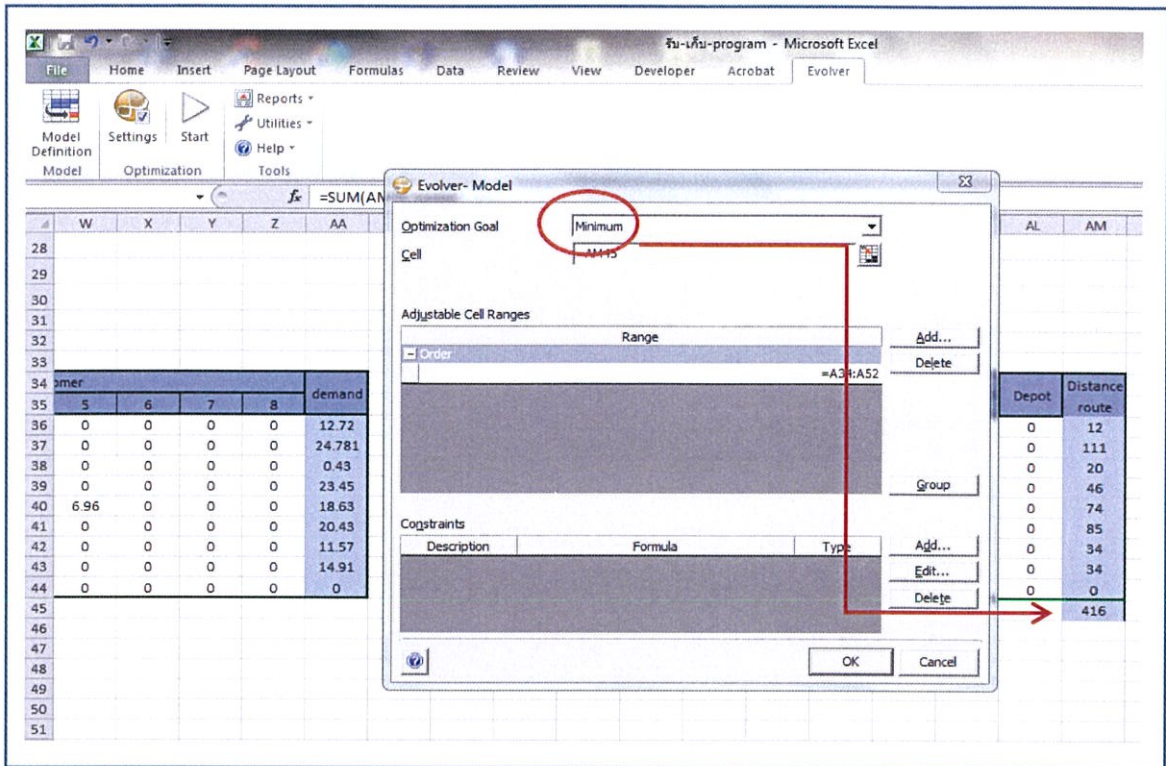 รับ-เก็บ-program - Microsoft Excel
File Home Insert Page Layout Formulas Data Review View Developer Acrobat Evolver
Model Definition
Settings
Start
Reports
Utilities
Help
Model Optimization Tools
fx =SUM(AM
W X Y Z AA AL AM
28
29
30
31
32
33
34 omer demand Depot Distance route
35 5 6 7 8
36 0 0 0 0 12.72 0 12
37 0 0 0 0 24.781 0 111
38 0 0 0 0 0.43 0 20
39 0 0 0 0 23.45 0 46
40 6.96 0 0 0 18.63 0 74
41 0 0 0 0 20.43 0 85
42 0 0 0 0 11.57 0 34
43 0 0 0 0 14.91 0 34
44 0 0 0 0 0 0 0
45 416
46
47
48
49
50
51
Evolver- Model
Optimization Goal Minimum
Cell =AM45
Adjustable Cell Ranges
Range
Order
=A34:A52
Add...
Delete
Group
Constraints
Description Formula Type
Add...
Edit...
Delete
OK Cancel